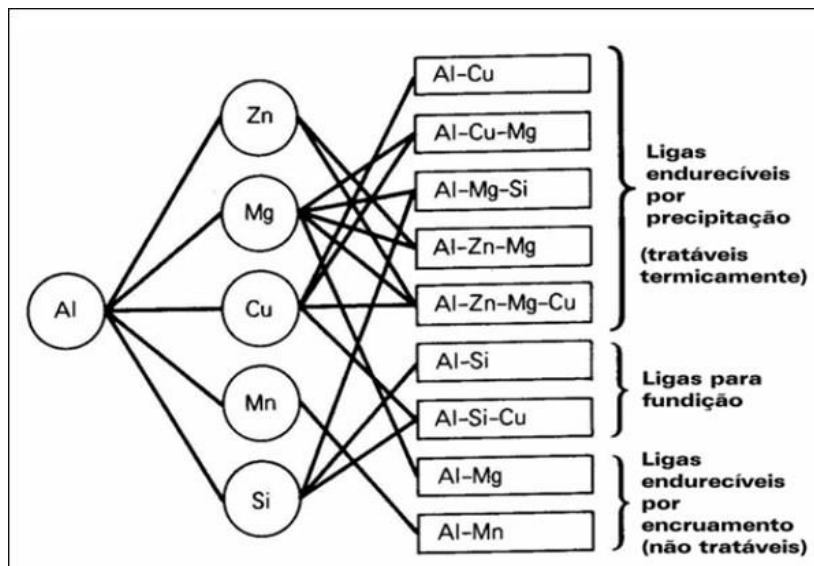 Al
Zn
Mg
Cu
Mn
Si
Al-Cu
Al-Cu-Mg
Al-Mg-Si
Al-Zn-Mg
Al-Zn-Mg-Cu
Al-Si
Al-Si-Cu
Al-Mg
Al-Mn
Ligas
endurecíveis
por
precipitação
(tratáveis
termicamente)
Ligas para
fundição
Ligas
endurecíveis
por
encruamento
(não tratáveis)